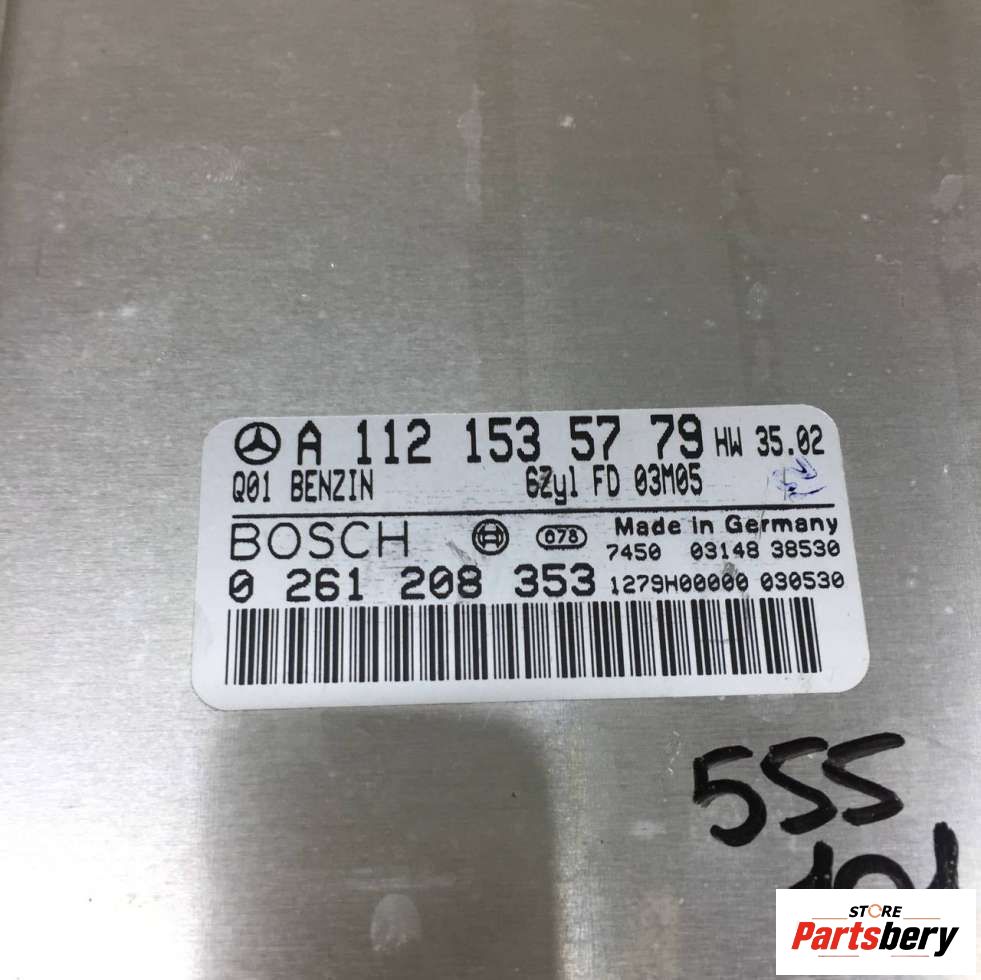 A 112 153 57 79 HW 35.02
Q01 BENZIN 6Zyl FD 03M05
BOSCH 078 Made in Germany
7450 03148 38530
0 261 208 353 1279H00000 030530
555
101
STORE
Partsbery